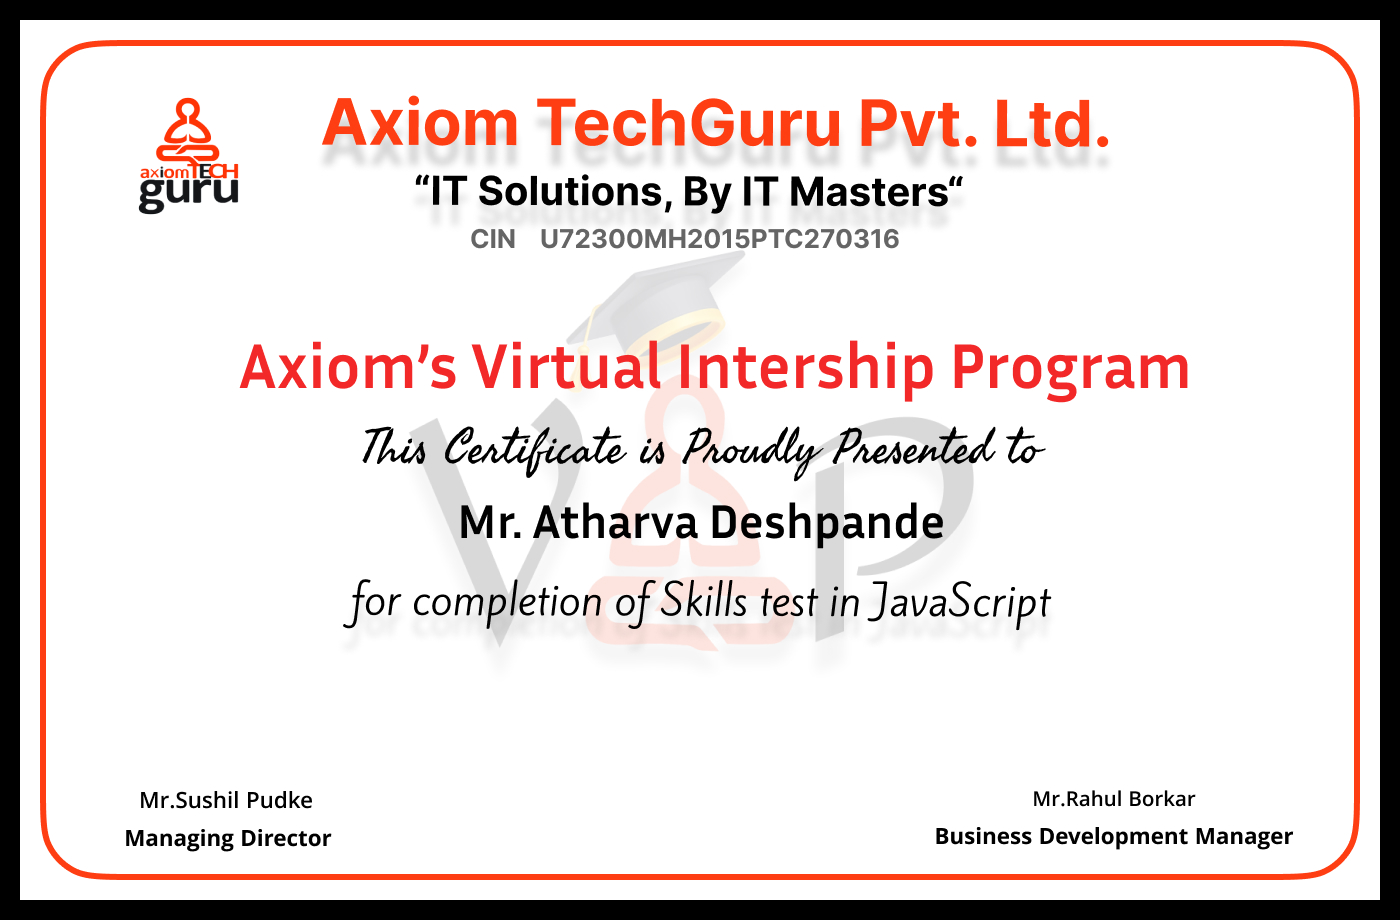 axiomTECH
guru
Axiom TechGuru Pvt. Ltd.
“IT Solutions, By IT Masters“
CIN U72300MH2015PTC270316
Axiom’s Virtual Intership Program
This Certificate is Proudly Presented to
Mr. Atharva Deshpande
for completion of Skills test in JavaScript
V P
Mr.Sushil Pudke
Managing Director
Mr.Rahul Borkar
Business Development Manager